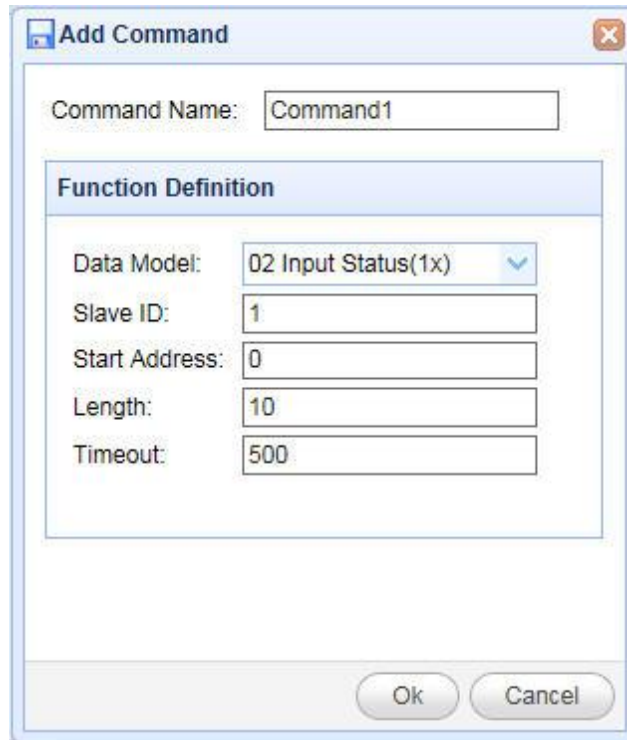 Add Command
Command Name: Command1
Function Definition
Data Model: 02 Input Status(1x)
Slave ID: 1
Start Address: 0
Length: 10
Timeout: 500
Ok Cancel